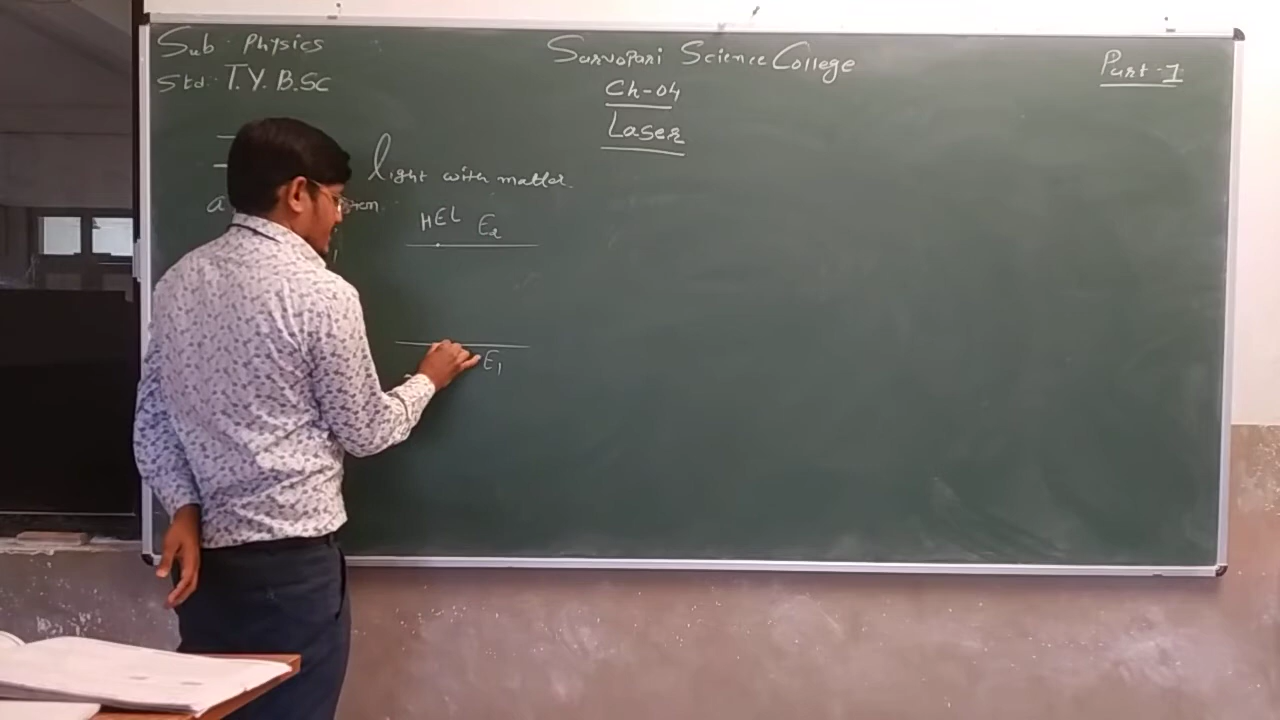 Sub: Physics
Std: T.Y. B.Sc
Sarvopari Science College
Ch-04
Laser
Part-1
light with matter.
HEL E2
E1